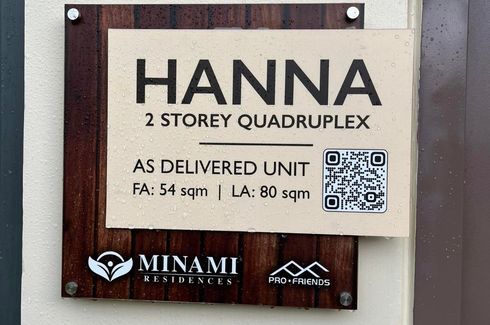 HANNA
2 STOREY QUADRUPLEX
AS DELIVERED UNIT
FA: 54 sqm | LA: 80 sqm
MINAMI
RESIDENCES
PRO•FRIENDS